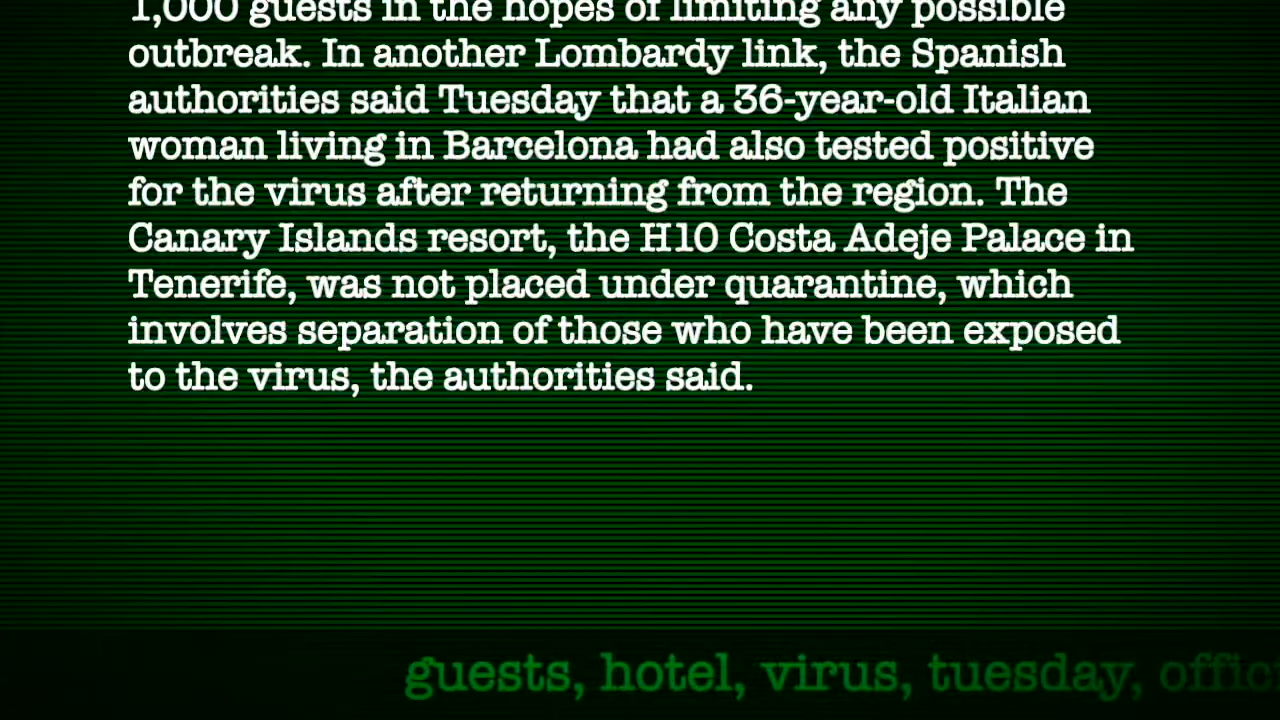 1,000 guests in the hopes of limiting any possible
outbreak. In another Lombardy link, the Spanish
authorities said Tuesday that a 36-year-old Italian
woman living in Barcelona had also tested positive
for the virus after returning from the region. The
Canary Islands resort, the H10 Costa Adeje Palace in
Tenerife, was not placed under quarantine, which
involves separation of those who have been exposed
to the virus, the authorities said.
guests, hotel, virus, tuesday,